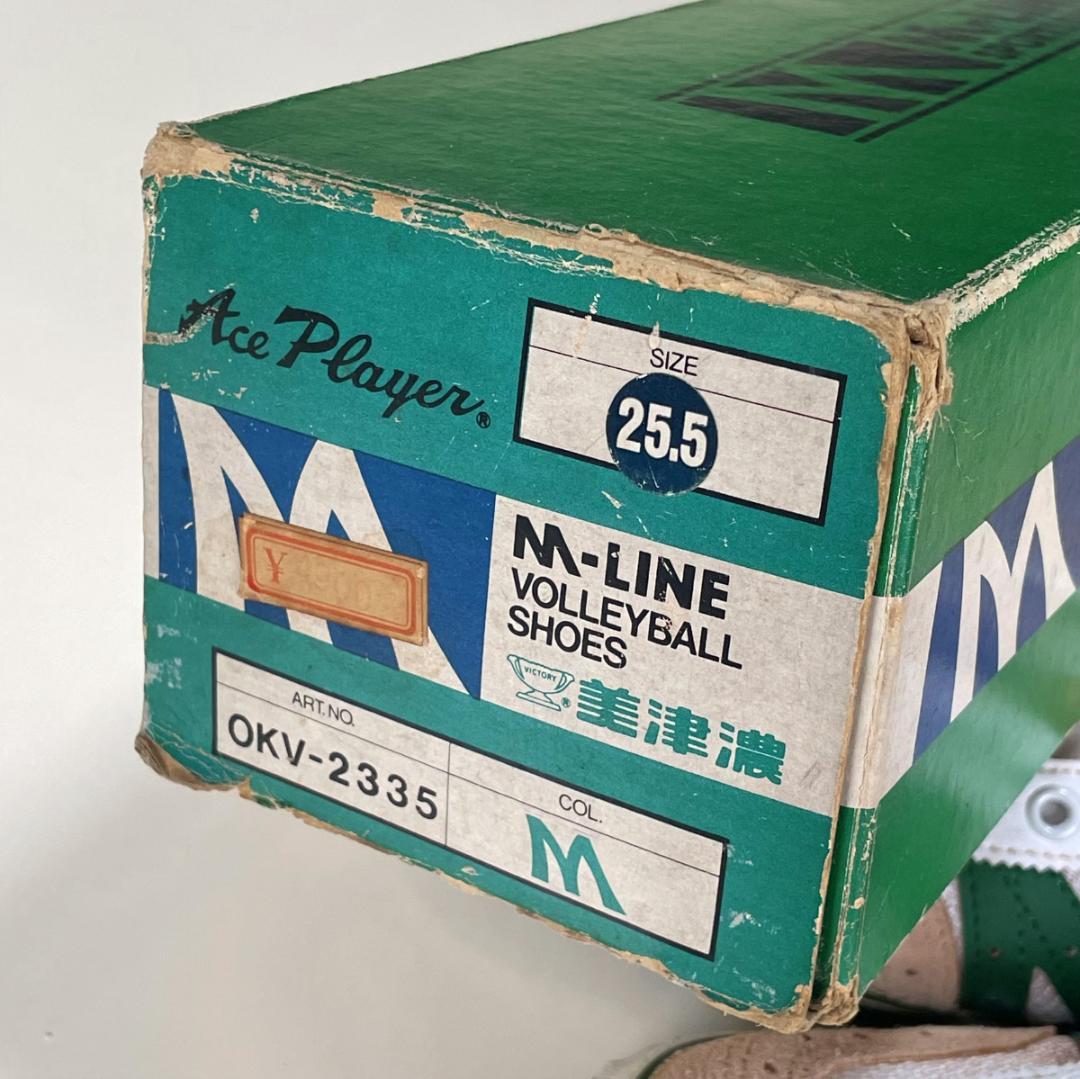 Ace Player®
SIZE
25.5
M
¥
M-LINE
VOLLEYBALL
SHOES
VICTORY
® 美津濃
ART. NO.
OKV-2335
COL.
M
M